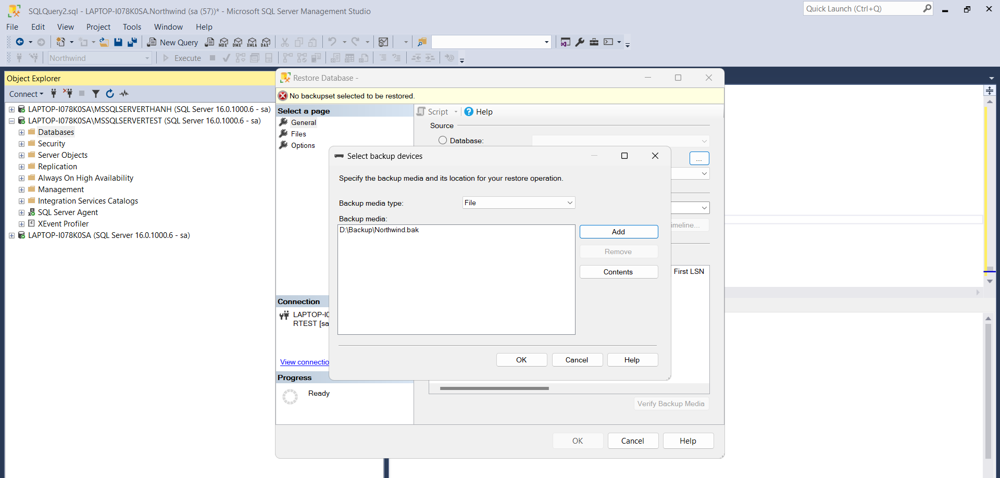 SQLQuery2.sql - LAPTOP-I078K0SA.Northwind (sa (57))* - Microsoft SQL Server Management Studio
Quick Launch (Ctrl+Q)
File Edit View Project Tools Window Help
New Query MDX DMX XMLA DAX
Northwind Execute
Object Explorer
Connect
LAPTOP-I078K0SA\MSSQLSERVERTHANH (SQL Server 16.0.1000.6 - sa)
LAPTOP-I078K0SA\MSSQLSERVERTEST (SQL Server 16.0.1000.6 - sa)
Databases
Security
Server Objects
Replication
Always On High Availability
Management
Integration Services Catalogs
SQL Server Agent
XEvent Profiler
LAPTOP-I078K0SA (SQL Server 16.0.1000.6 - sa)
Restore Database -
No backupset selected to be restored.
Select a page
General
Files
Options
Script Help
Source
Database:
...
imeline...
First LSN
Connection
LAPTOP-I0
RTEST [sa
View connectio
Progress
Ready
Verify Backup Media
OK Cancel Help
Select backup devices
Specify the backup media and its location for your restore operation.
Backup media type: File
Backup media:
D:\Backup\Northwind.bak
Add
Remove
Contents
OK Cancel Help